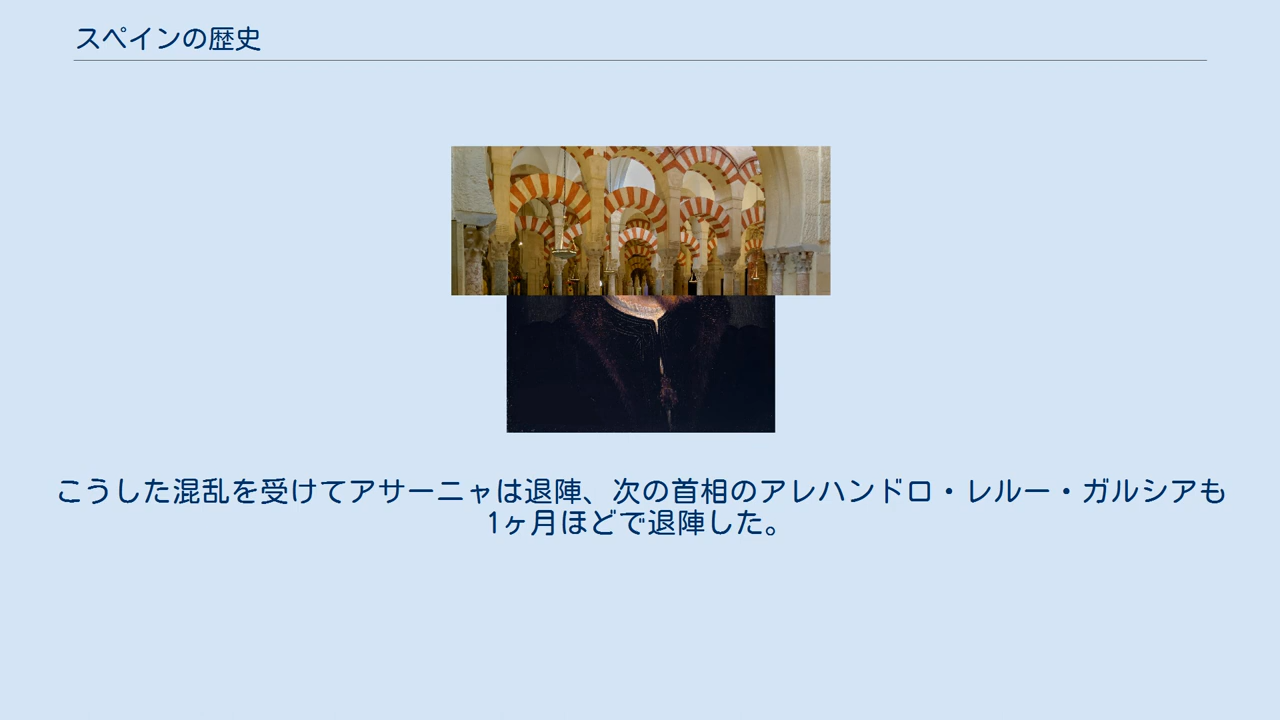 スペインの歴史
こうした混乱を受けてアサーニャは退陣、次の首相のアレハンドロ・レルー・ガルシアも
1ヶ月ほどで退陣した。